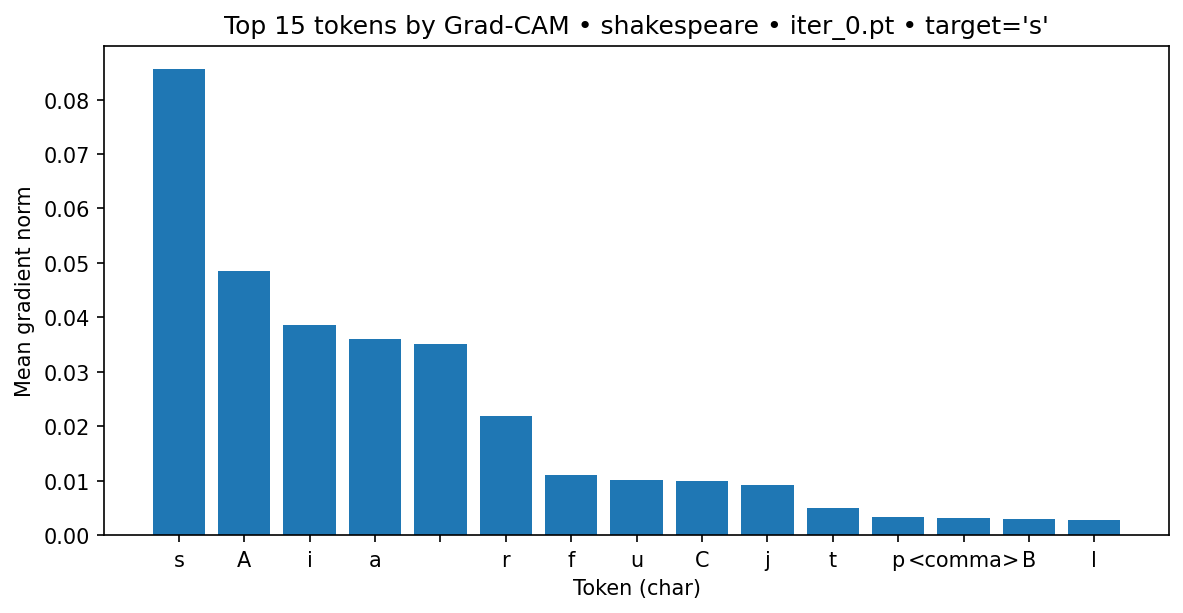 Top 15 tokens by Grad-CAM • shakespeare • iter_0.pt • target='s'
Mean gradient norm
0.08
0.07
0.06
0.05
0.04
0.03
0.02
0.01
0.00
s A i a r f u C j t p <comma> B l
Token (char)